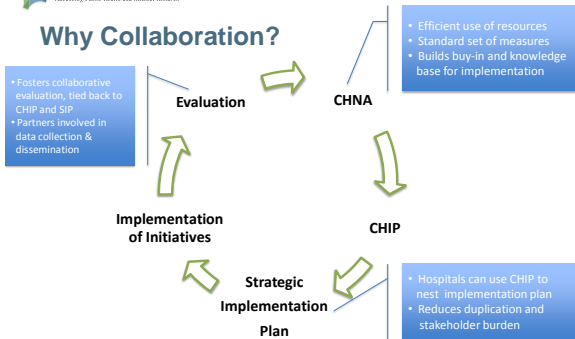 Why Collaboration?
• Efficient use of resources
• Standard set of measures
• Builds buy-in and knowledge
base for implementation
• Fosters collaborative
evaluation, tied back to
CHIP and SIP
• Partners involved in
data collection &
dissemination
Evaluation
CHNA
Implementation
of Initiatives
CHIP
Strategic
Implementation
Plan
• Hospitals can use CHIP to
nest implementation plan
• Reduces duplication and
stakeholder burden